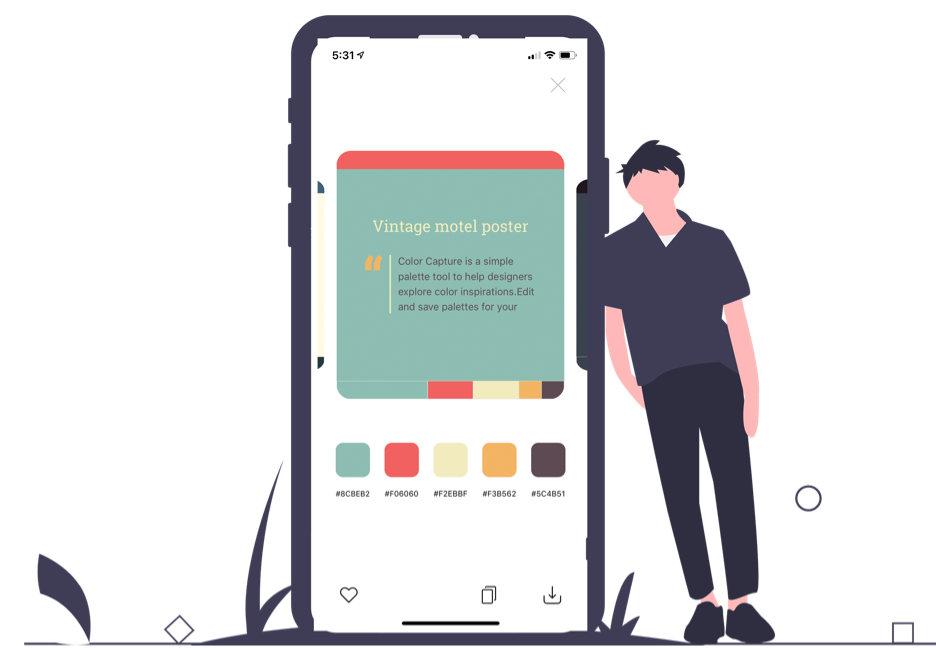 5:31
Vintage motel poster
“
Color Capture is a simple
palette tool to help designers
explore color inspirations.Edit
and save palettes for your
#8CBEB2 #F06060 #F2EBBF #F3B562 #5C4B51